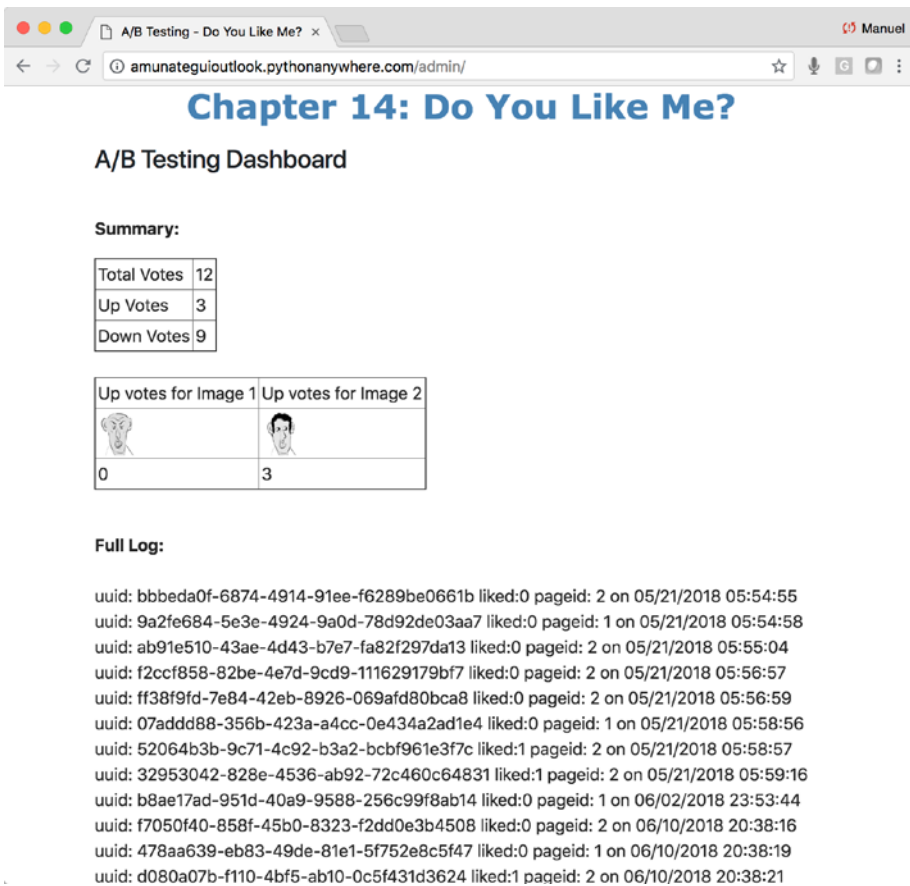 A/B Testing - Do You Like Me? ×
Manuel
amunateguioutlook.pythonanywhere.com/admin/
Chapter 14: Do You Like Me?
A/B Testing Dashboard
Summary:
Total Votes 12
Up Votes 3
Down Votes 9
Up votes for Image 1 Up votes for Image 2
0 3
Full Log:
uuid: bbbeda0f-6874-4914-91ee-f6289be0661b liked:0 pageid: 2 on 05/21/2018 05:54:55
uuid: 9a2fe684-5e3e-4924-9a0d-78d92de03aa7 liked:0 pageid: 1 on 05/21/2018 05:54:58
uuid: ab91e510-43ae-4d43-b7e7-fa82f297da13 liked:0 pageid: 2 on 05/21/2018 05:55:04
uuid: f2ccf858-82be-4e7d-9cd9-111629179bf7 liked:0 pageid: 2 on 05/21/2018 05:56:57
uuid: ff38f9fd-7e84-42eb-8926-069afd80bca8 liked:0 pageid: 2 on 05/21/2018 05:56:59
uuid: 07addd88-356b-423a-a4cc-0e434a2ad1e4 liked:0 pageid: 1 on 05/21/2018 05:58:56
uuid: 52064b3b-9c71-4c92-b3a2-bcbf961e3f7c liked:1 pageid: 2 on 05/21/2018 05:58:57
uuid: 32953042-828e-4536-ab92-72c460c64831 liked:1 pageid: 2 on 05/21/2018 05:59:16
uuid: b8ae17ad-951d-40a9-9588-256c99f8ab14 liked:0 pageid: 1 on 06/02/2018 23:53:44
uuid: f7050f40-858f-45b0-8323-f2dd0e3b4508 liked:0 pageid: 2 on 06/10/2018 20:38:16
uuid: 478aa639-eb83-49de-81e1-5f752e8c5f47 liked:0 pageid: 1 on 06/10/2018 20:38:19
uuid: d080a07b-f110-4bf5-ab10-0c5f431d3624 liked:1 pageid: 2 on 06/10/2018 20:38:21